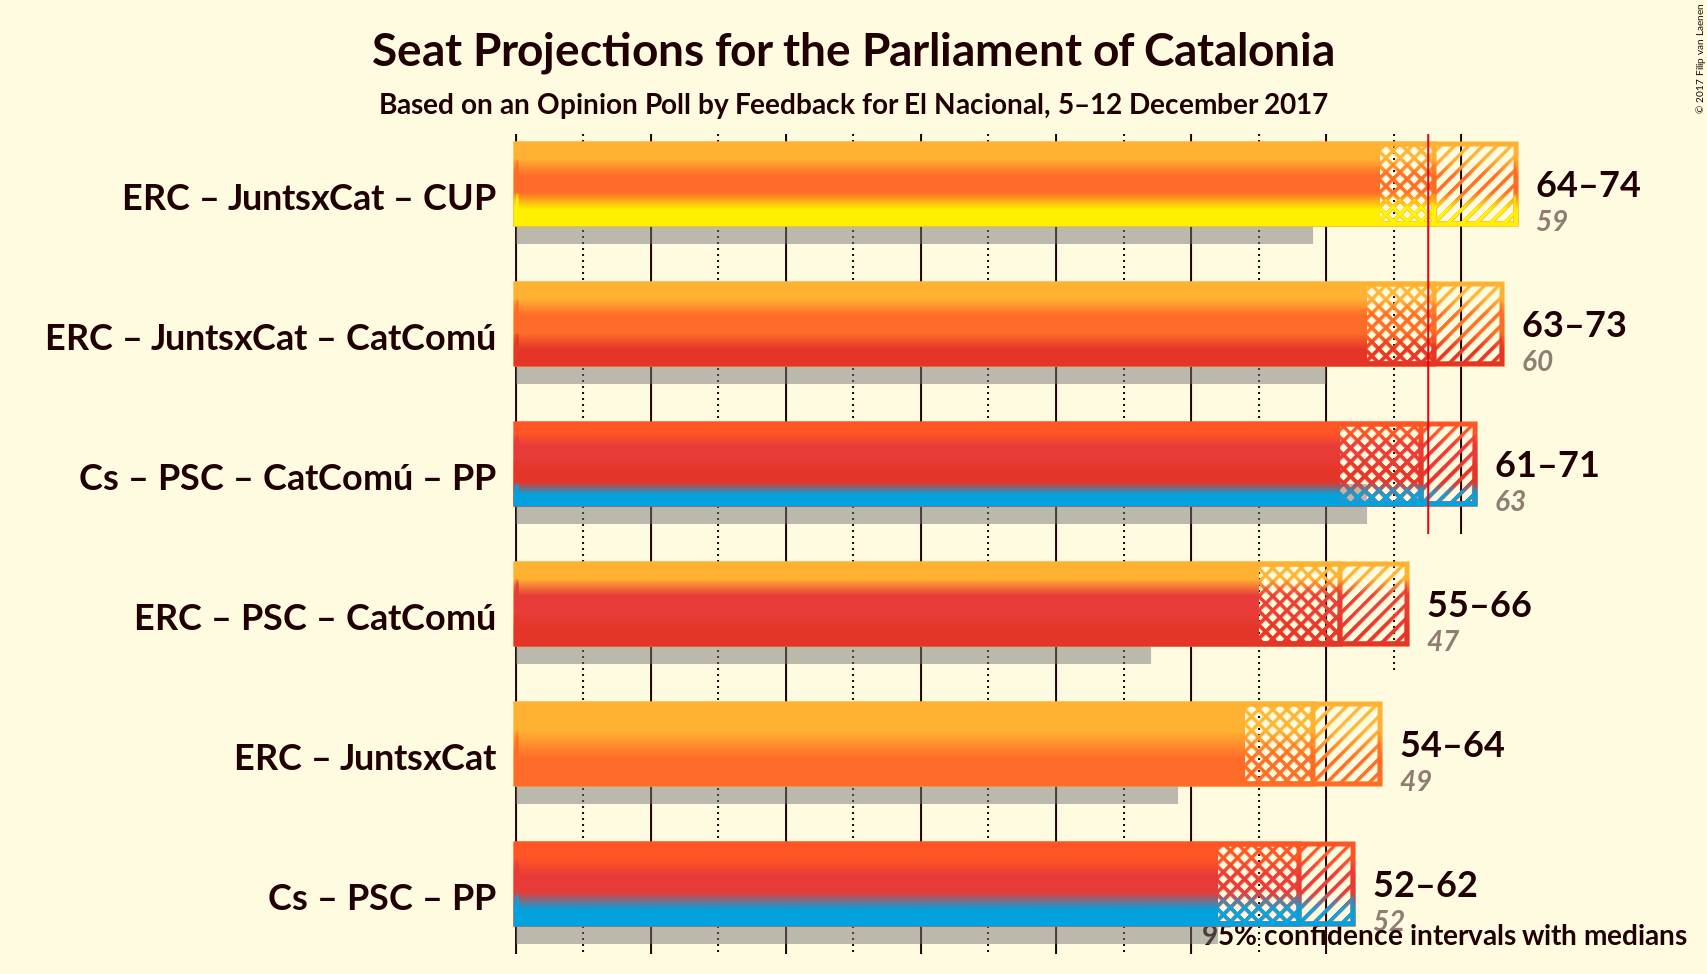 Seat Projections for the Parliament of Catalonia
Based on an Opinion Poll by Feedback for El Nacional, 5–12 December 2017
© 2017 Filip van Laenen
ERC – JuntsxCat – CUP
64–74
59
ERC – JuntsxCat – CatComú
63–73
60
Cs – PSC – CatComú – PP
61–71
63
ERC – PSC – CatComú
55–66
47
ERC – JuntsxCat
54–64
49
Cs – PSC – PP
52–62
52
95% confidence intervals with medians